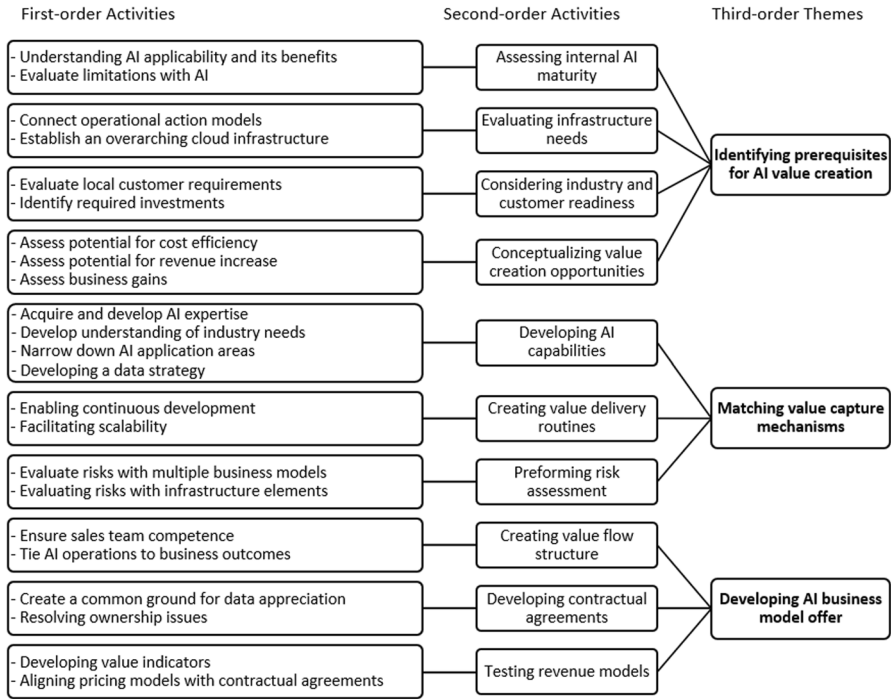 First-order Activities
Second-order Activities
Third-order Themes
- Understanding AI applicability and its benefits
- Evaluate limitations with AI
Assessing internal AI
maturity
- Connect operational action models
- Establish an overarching cloud infrastructure
Evaluating infrastructure
needs
- Evaluate local customer requirements
- Identify required investments
Considering industry and
customer readiness
- Assess potential for cost efficiency
- Assess potential for revenue increase
- Assess business gains
Conceptualizing value
creation opportunities
Identifying prerequisites
for AI value creation
- Acquire and develop AI expertise
- Develop understanding of industry needs
- Narrow down AI application areas
- Developing a data strategy
Developing AI
capabilities
- Enabling continuous development
- Facilitating scalability
Creating value delivery
routines
- Evaluate risks with multiple business models
- Evaluating risks with infrastructure elements
Preforming risk
assessment
Matching value capture
mechanisms
- Ensure sales team competence
- Tie AI operations to business outcomes
Creating value flow
structure
- Create a common ground for data appreciation
- Resolving ownership issues
Developing contractual
agreements
- Developing value indicators
- Aligning pricing models with contractual agreements
Testing revenue models
Developing AI business
model offer